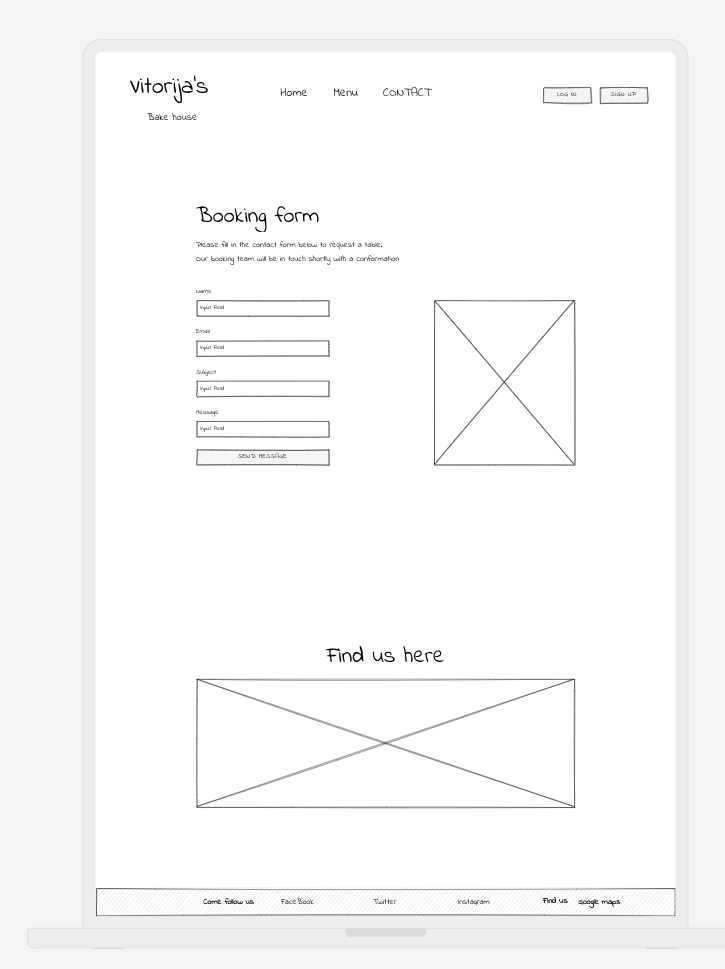 Vitorija's
Bake house
Home Menu CONTACT
LOG IN SIGN UP
Booking form
Please fill in the contact form below to request a table.
Our booking team will be in touch shortly with a conformation
Name
Input field
Email
Input field
Subject
Input field
Message
Input field
SEND MESSAGE
Find us here
Come follow us FaceBook Twitter Instagram Find us Google maps